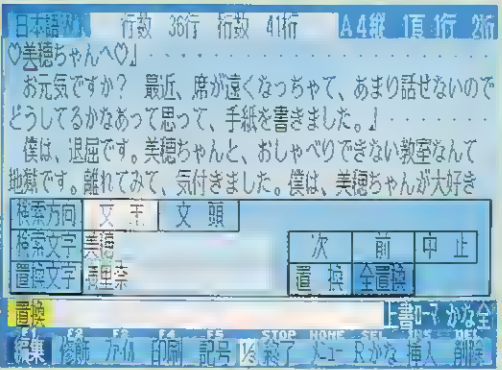 日本語ワープロ 行数 36行 桁数 41桁 A4縦 1頁 1行 2桁
♡美穂ちゃんへ♡』
お元気ですか? 最近、席が遠くなっちゃて、あまり話せないので
どうしてるかなあって思って、手紙を書きました。』
僕は、退屈です。美穂ちゃんと、おしゃべりできない教室なんて
地獄です。離れてみて、気付きました。僕は、美穂ちゃんが大好き
検索方向 文末 文頭
検索文字 美穂 次 前 中止
置換文字 置換 全置換
置換 上書ローマ かな全
F2 F3 F4 F5 STOP HOME SEL INS DEL
編集 修飾 ファイル 印刷 記号 1/3 終了 メニュー Rかな 挿入 削除